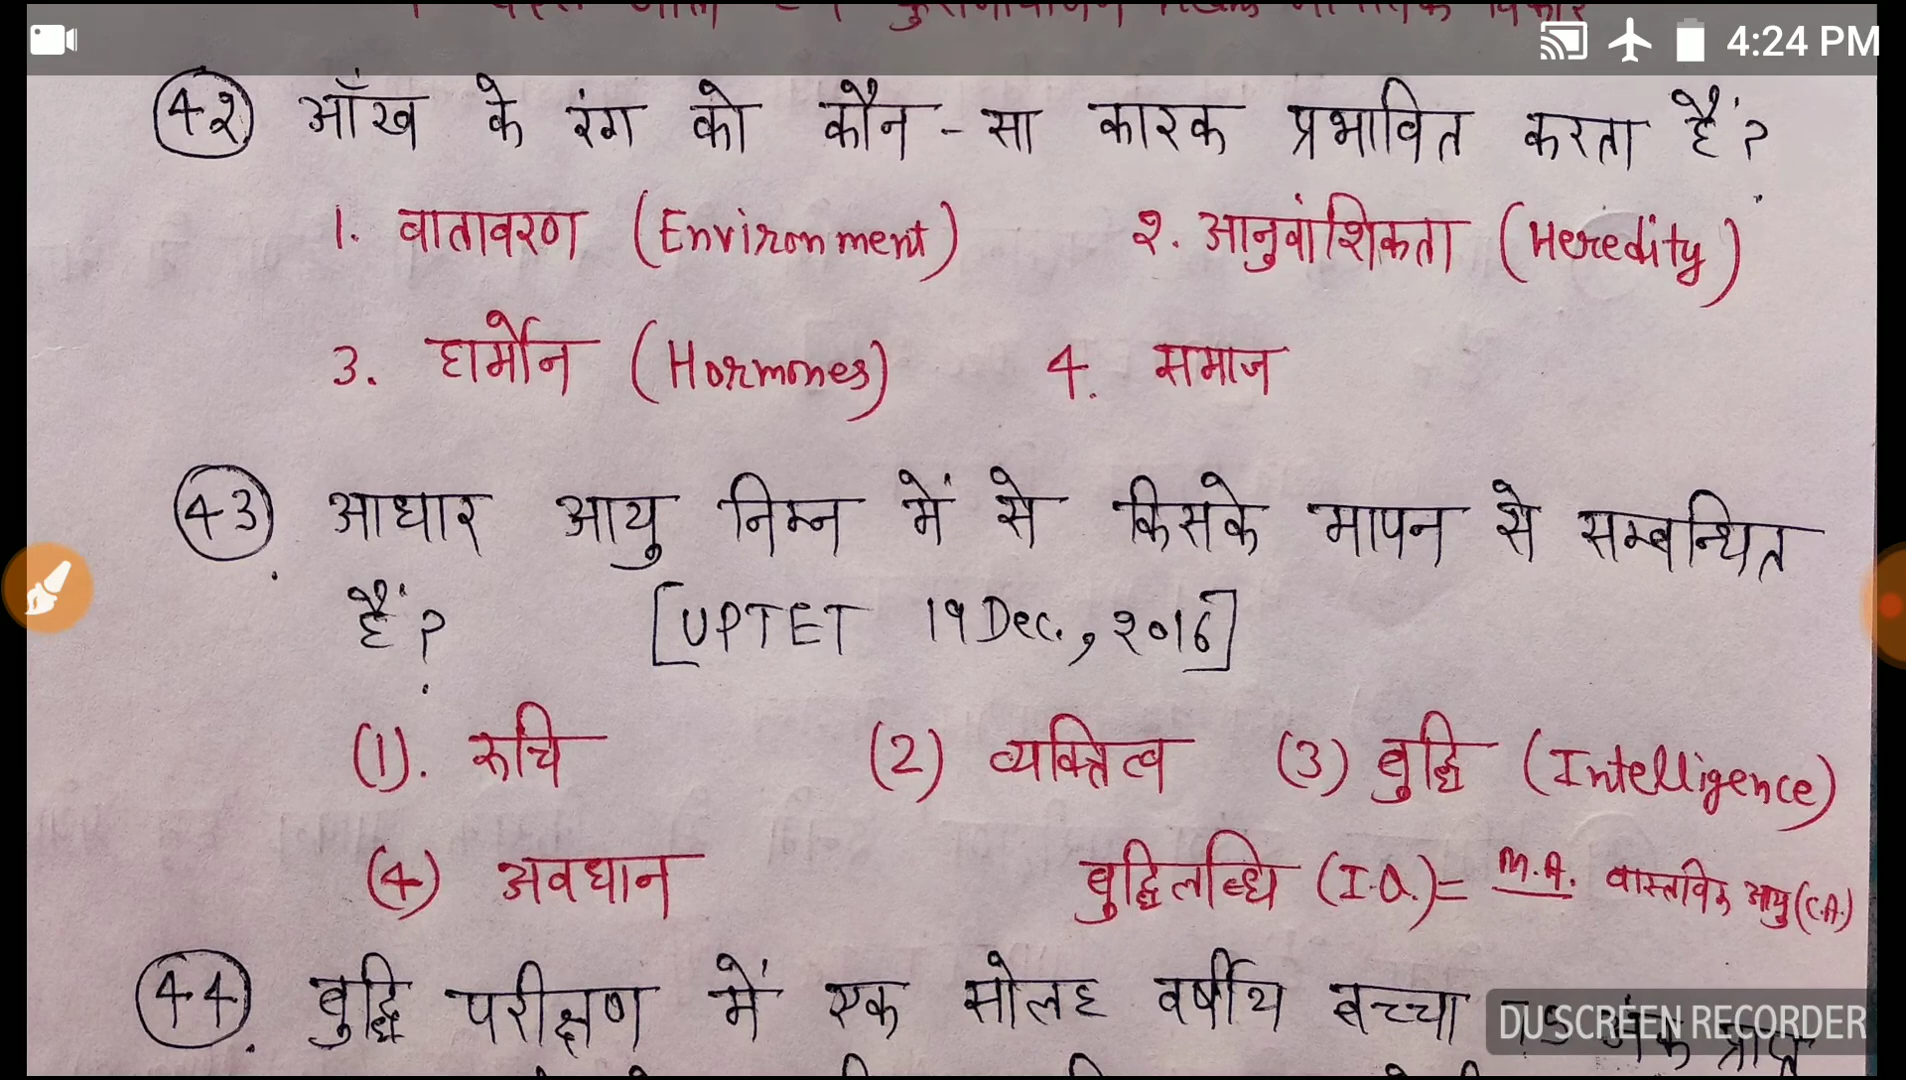 4:24 PM
42 आँख के रंग को कौन-सा कारक प्रभावित करता हैं?
1. वातावरण (Environment) 2. आनुवांशिकता (Heredity)
3. हार्मोन (Hormones) 4. समाज
43 आधार आयु निम्न में से किसके मापन से सम्बन्धित
हैं? [UPTET 19 Dec., 2016]
(1). रूचि (2) व्यक्तित्व (3) बुद्धि (Intelligence)
(4) अवधान बुद्धिलब्धि (I.Q.)= M.A. वास्तविक आयु (C.A.)
44. बुद्धि परीक्षण में एक सोलह वर्षीय बच्चा 75 अंक प्राप्त
DU SCREEN RECORDER